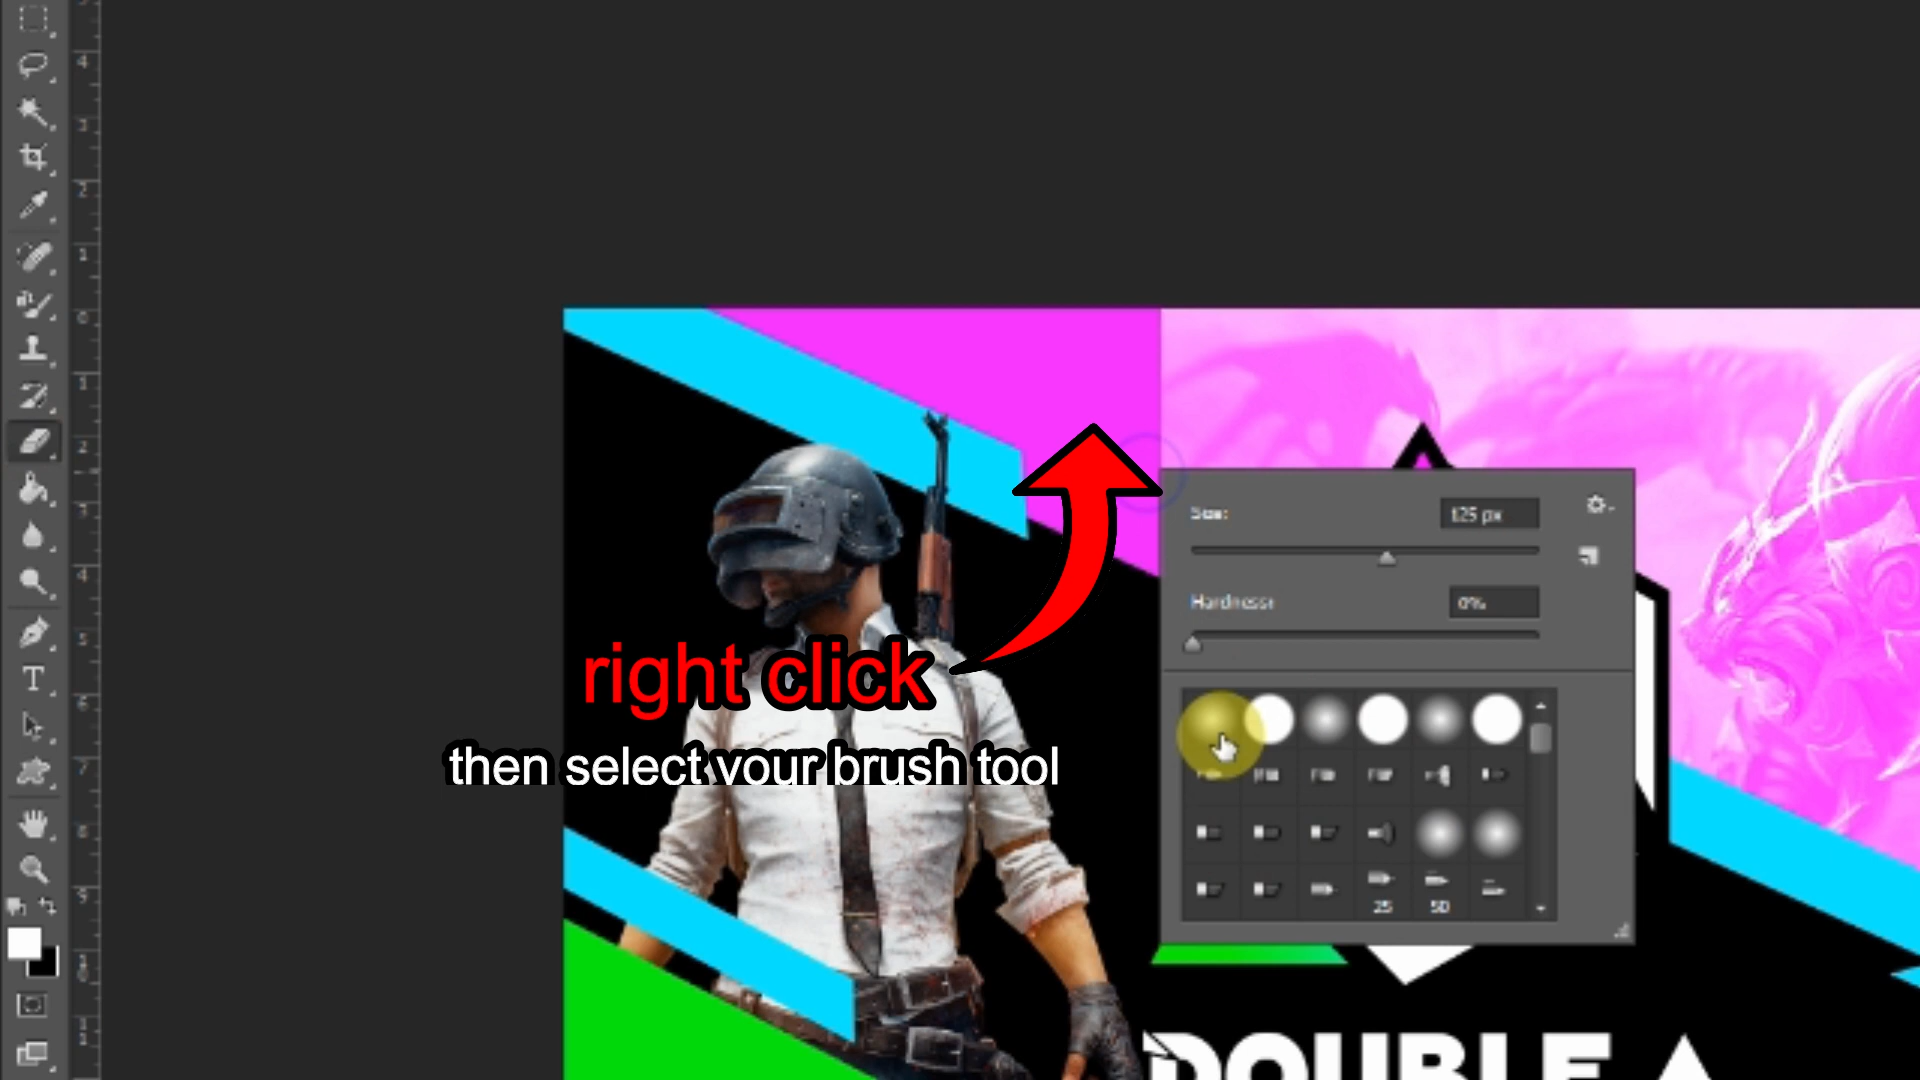 Size:
125 px
Hardness:
0%
right click
then select your brush tool
25
50
DOUBLE A